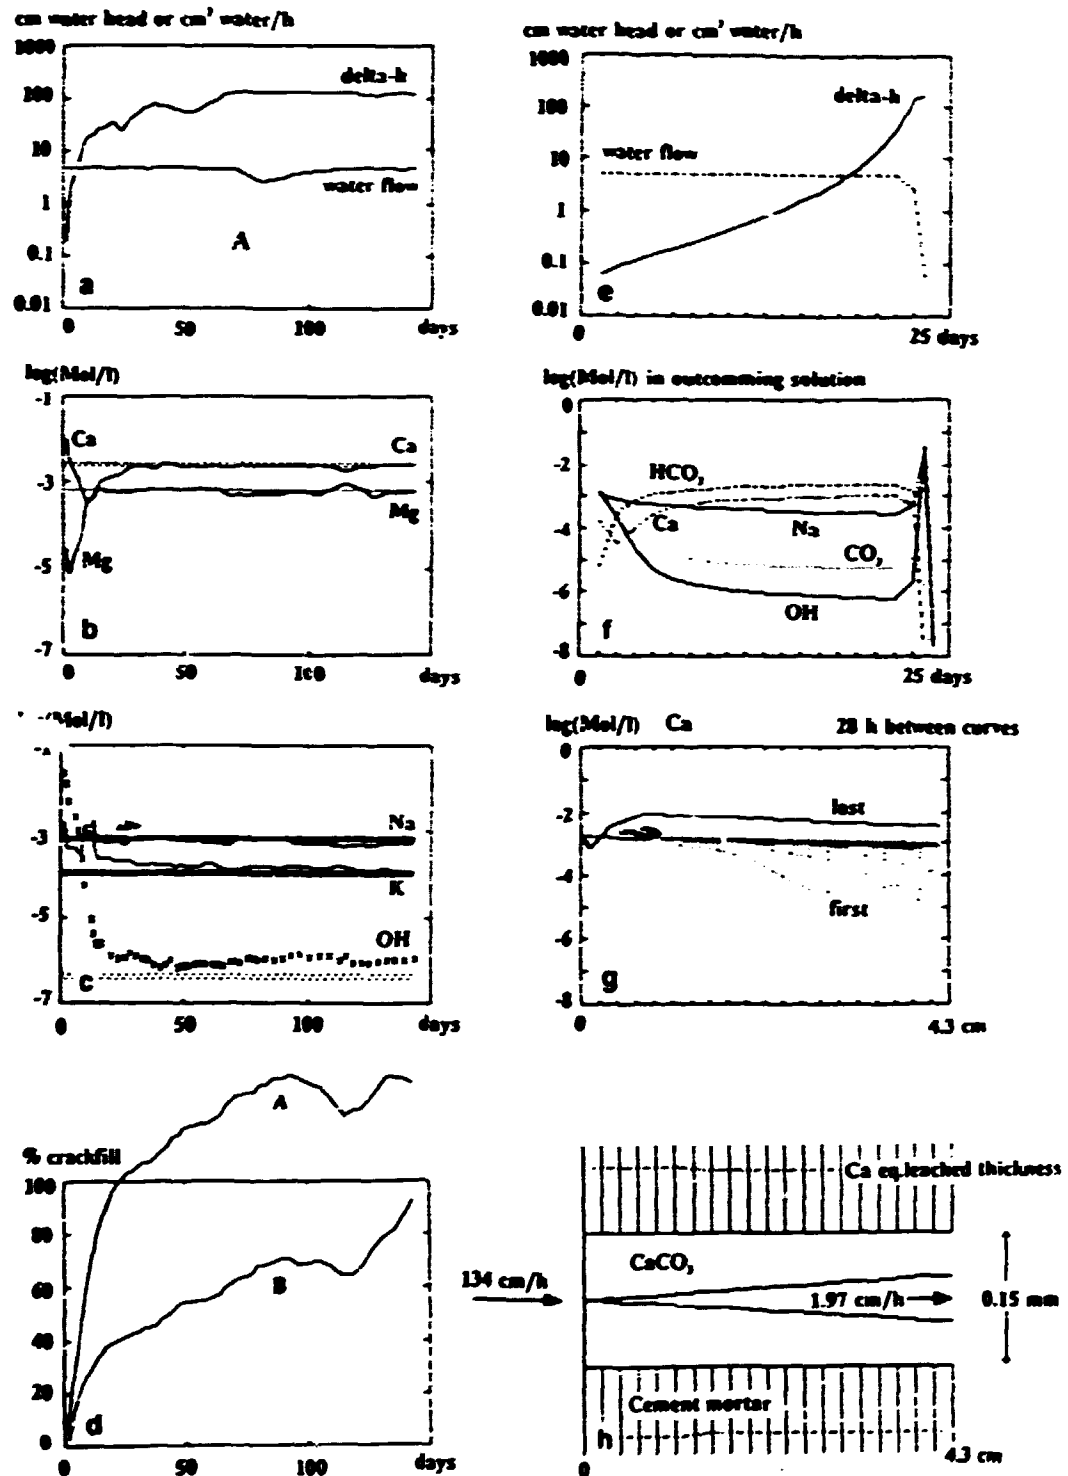 cm water head or cm³ water/h
1000
100
10
1
0.1
0.01
delta-h
water flow
A
a
0 50 100 days
cm water head or cm³ water/h
1000
100
10
1
0.1
0.01
delta-h
water flow
e
0 25 days
log(Mol/l)
-1
-3
-5
-7
Ca Ca
Mg
Mg
b
0 50 100 days
log(Mol/l) in outcomming solution
0
-2
-4
-6
-8
HCO₃
Ca Na
CO₃
OH
f
0 25 days
(Mol/l)
-3
-5
-7
Na
K
OH
c
0 50 100 days
log(Mol/l) Ca 28 h between curves
0
-2
-4
-6
-8
last
first
g
0 4.3 cm
% crackfill
100
80
60
40
20
0
A
B
d
0 50 days
Ca eq.leached thickness
CaCO₃
134 cm/h
1.97 cm/h
0.15 mm
Cement mortar
h
0 4.3 cm